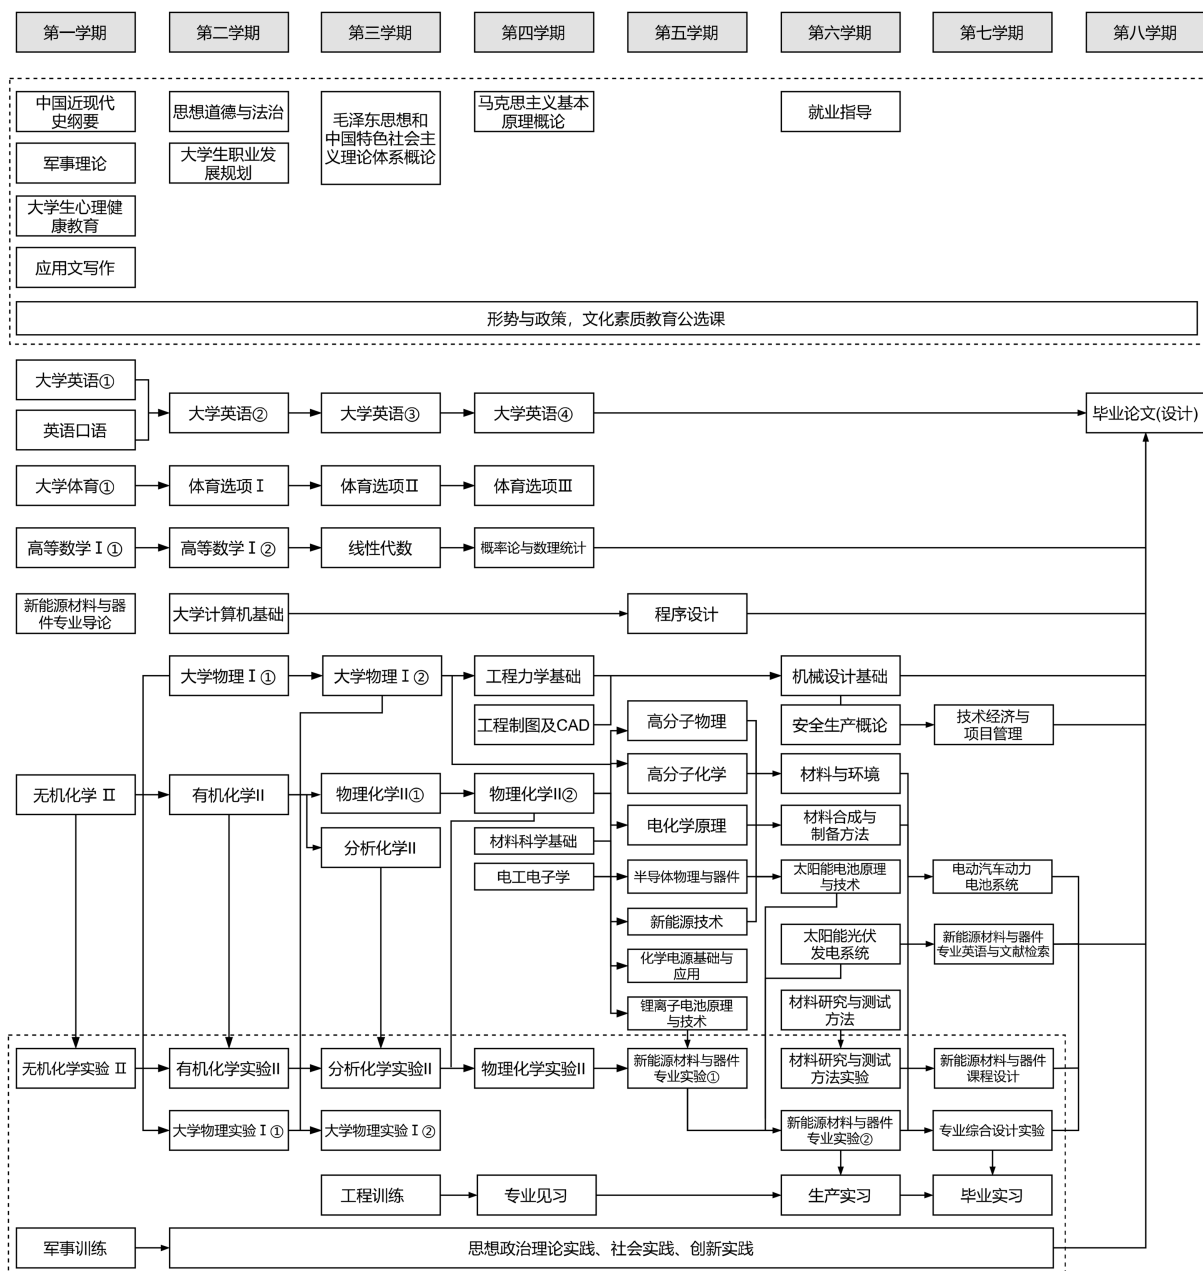 第一学期
第二学期
第三学期
第四学期
第五学期
第六学期
第七学期
第八学期
中国近现代
史纲要
思想道德与法治
毛泽东思想和
中国特色社会主
义理论体系概论
马克思主义基本
原理概论
就业指导
军事理论
大学生职业发
展规划
大学生心理健
康教育
应用文写作
形势与政策，文化素质教育公选课
大学英语①
英语口语
大学英语②
大学英语③
大学英语④
毕业论文(设计)
大学体育①
体育选项Ⅰ
体育选项Ⅱ
体育选项Ⅲ
高等数学Ⅰ①
高等数学Ⅰ②
线性代数
概率论与数理统计
新能源材料与器
件专业导论
大学计算机基础
程序设计
大学物理Ⅰ①
大学物理Ⅰ②
工程力学基础
机械设计基础
工程制图及CAD
高分子物理
安全生产概论
技术经济与
项目管理
无机化学 Ⅱ
有机化学II
物理化学II①
物理化学II②
高分子化学
材料与环境
分析化学II
材料科学基础
电化学原理
材料合成与
制备方法
电工电子学
半导体物理与器件
太阳能电池原理
与技术
电动汽车动力
电池系统
新能源技术
太阳能光伏
发电系统
新能源材料与器件
专业英语与文献检索
化学电源基础与
应用
锂离子电池原理
与技术
材料研究与测试
方法
无机化学实验 Ⅱ
有机化学实验II
分析化学实验II
物理化学实验II
新能源材料与器件
专业实验①
材料研究与测试
方法实验
新能源材料与器件
课程设计
大学物理实验Ⅰ①
大学物理实验Ⅰ②
新能源材料与器件
专业实验②
专业综合设计实验
工程训练
专业见习
生产实习
毕业实习
军事训练
思想政治理论实践、社会实践、创新实践